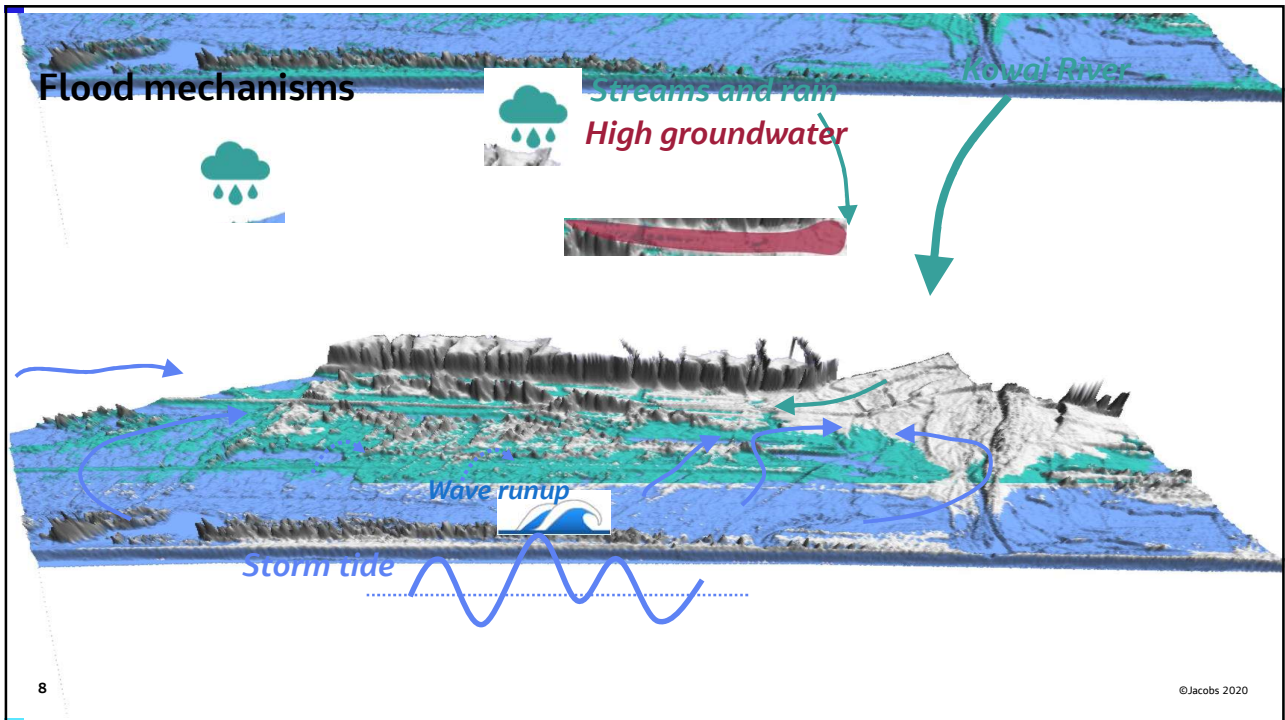 Flood mechanisms
Kowai River
Streams and rain
High groundwater
Wave runup
Storm tide
8
©Jacobs 2020